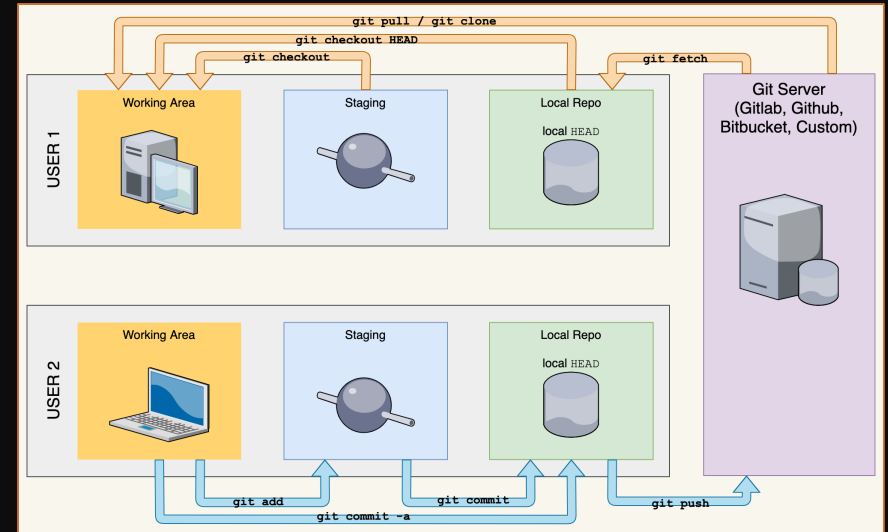 git pull / git clone
git checkout HEAD
git checkout
git fetch
USER 1
Working Area
Staging
Local Repo
local HEAD
Git Server
(Gitlab, Github,
Bitbucket, Custom)
USER 2
Working Area
Staging
Local Repo
local HEAD
git add
git commit
git push
git commit -a